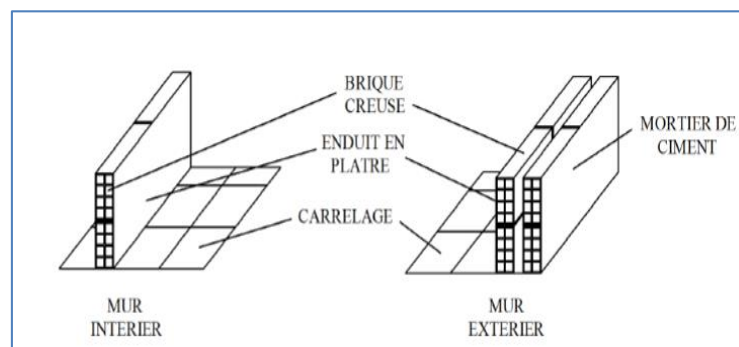 BRIQUE
CREUSE
ENDUIT EN
PLATRE
CARRELAGE
MORTIER DE
CIMENT
MUR
INTERIER
MUR
EXTERIER